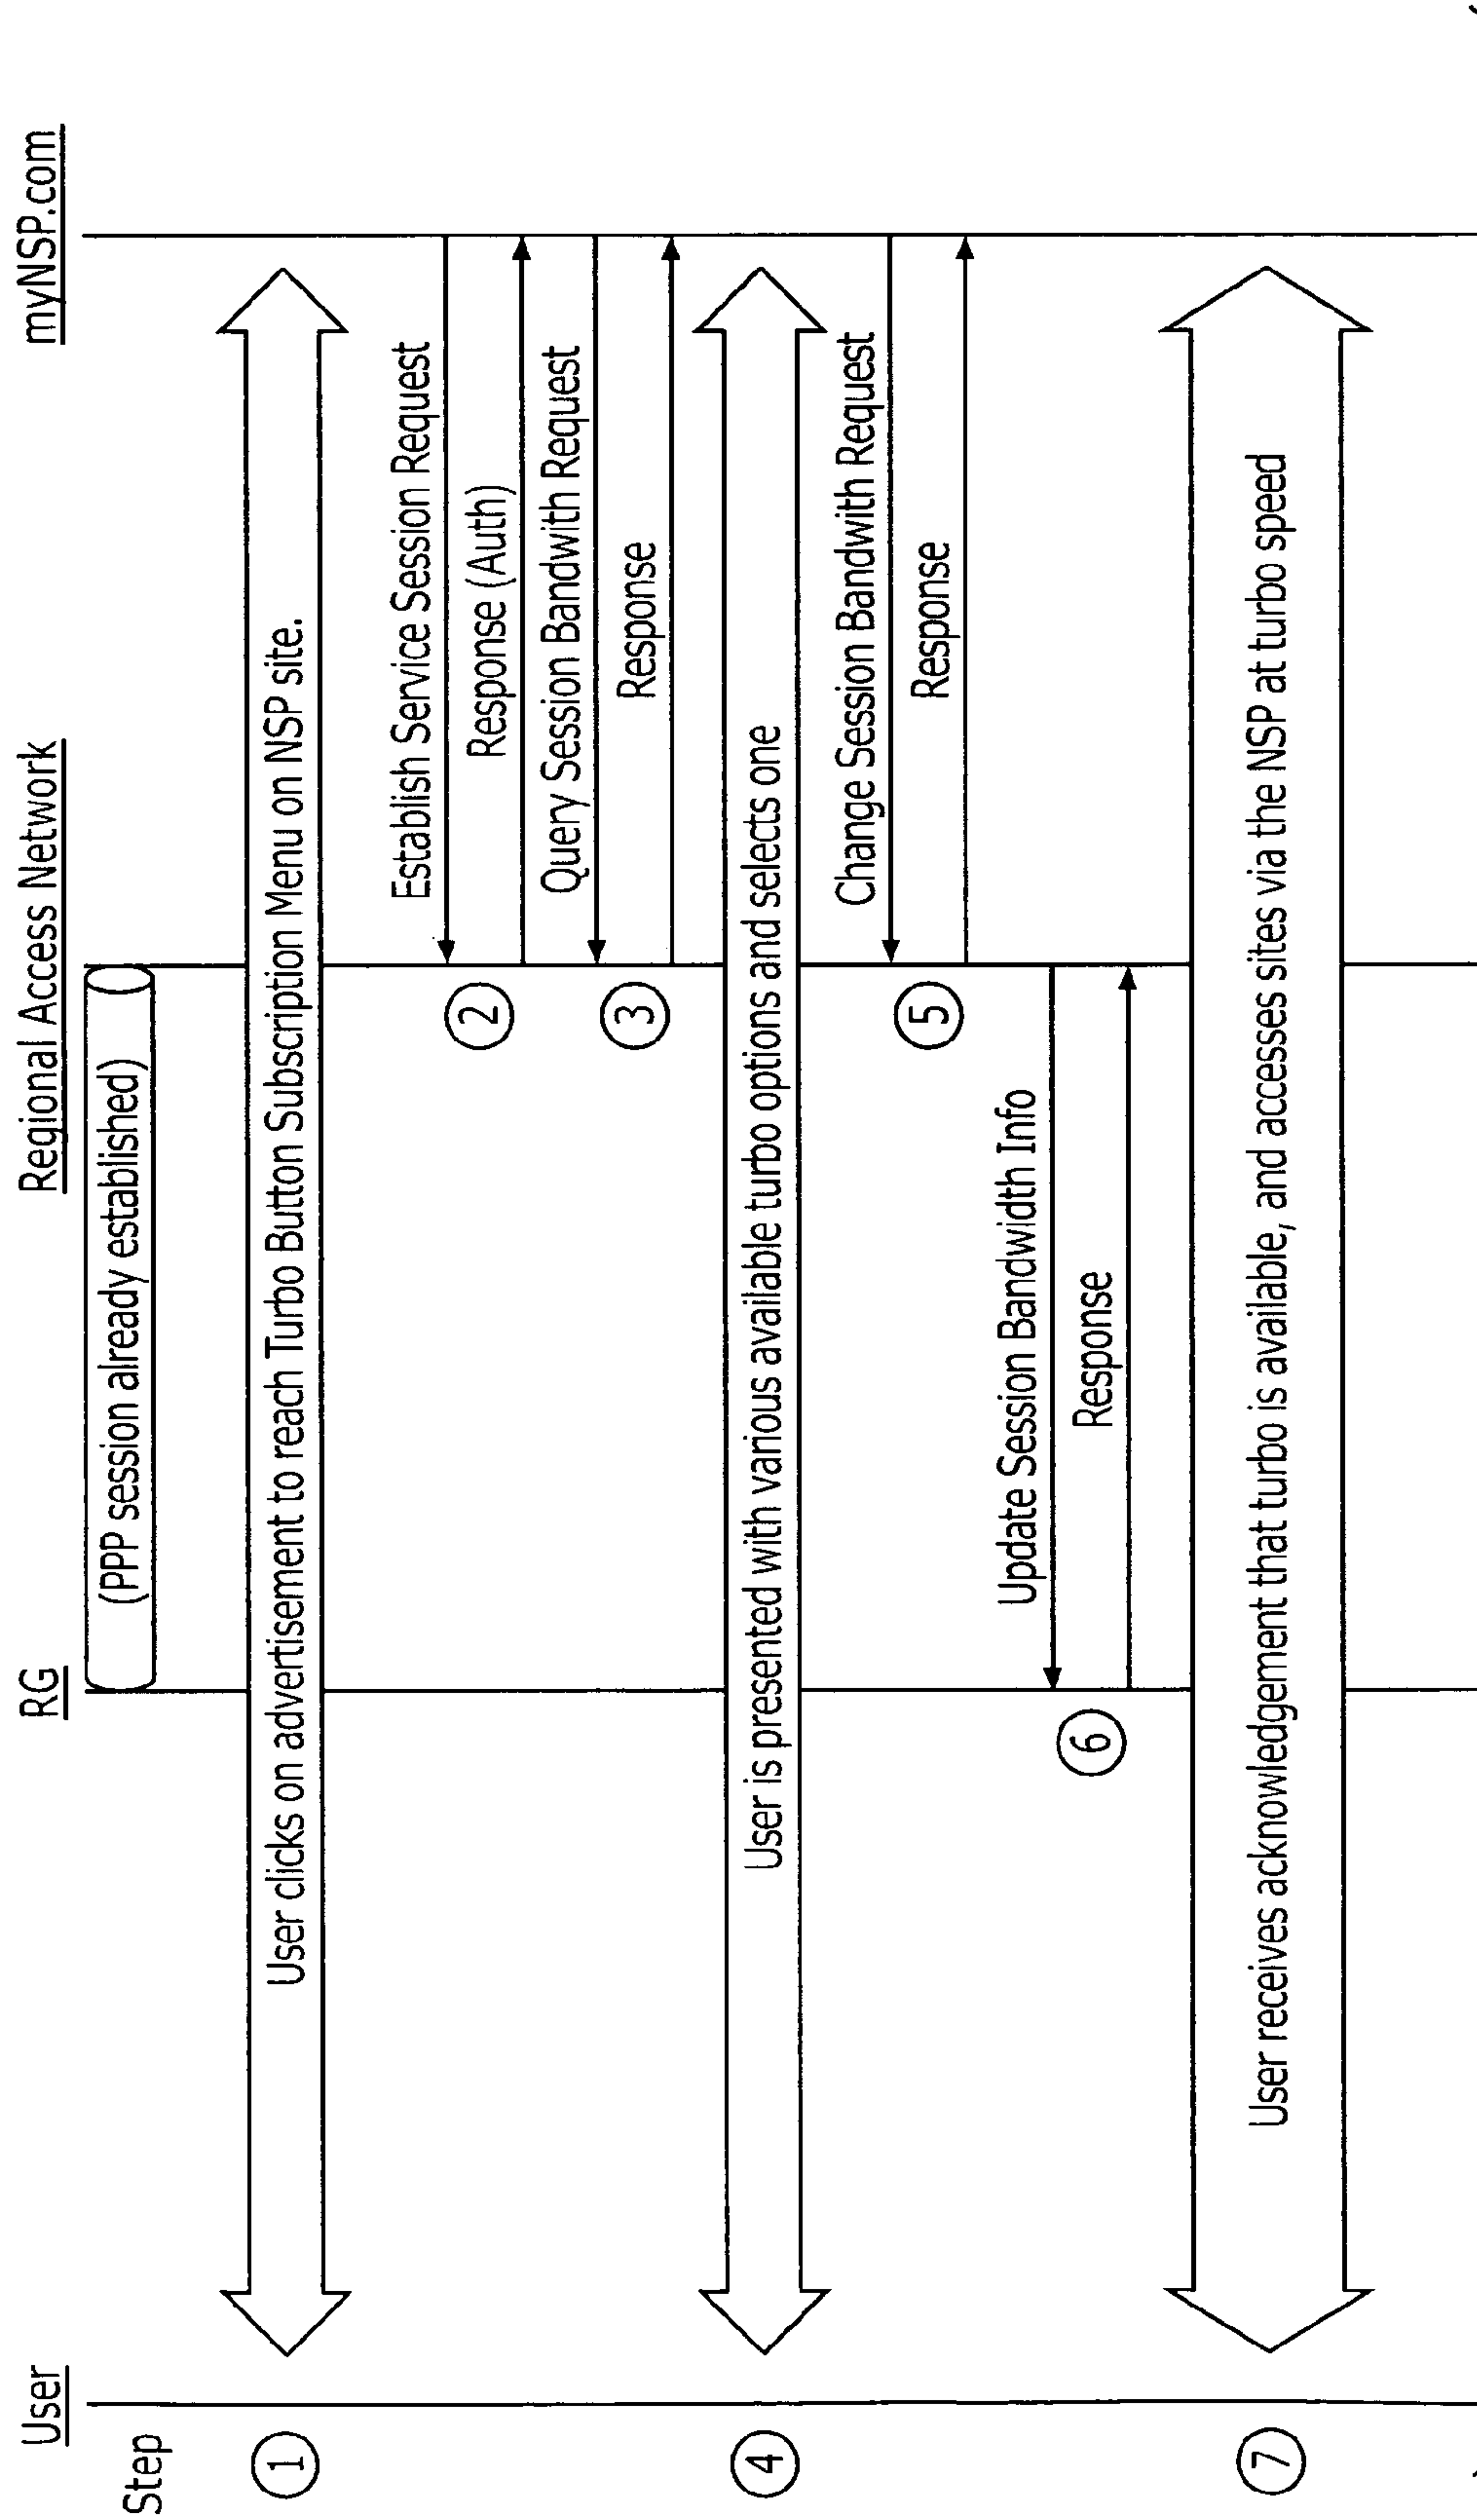 User
RG
Regional Access Network
myNSP.com
Step
(PPP session already established)
1
User clicks on advertisement to reach Turbo Button Subscription Menu on NSP site.
Establish Service Session Request
2
Response (Auth)
Query Session Bandwith Request
3
Response
4
User is presented with various available turbo options and selects one
Change Session Bandwith Request
5
Response
Update Session Bandwidth Info
6
Response
7
User receives acknowledgement that turbo is available, and accesses sites via the NSP at turbo speed